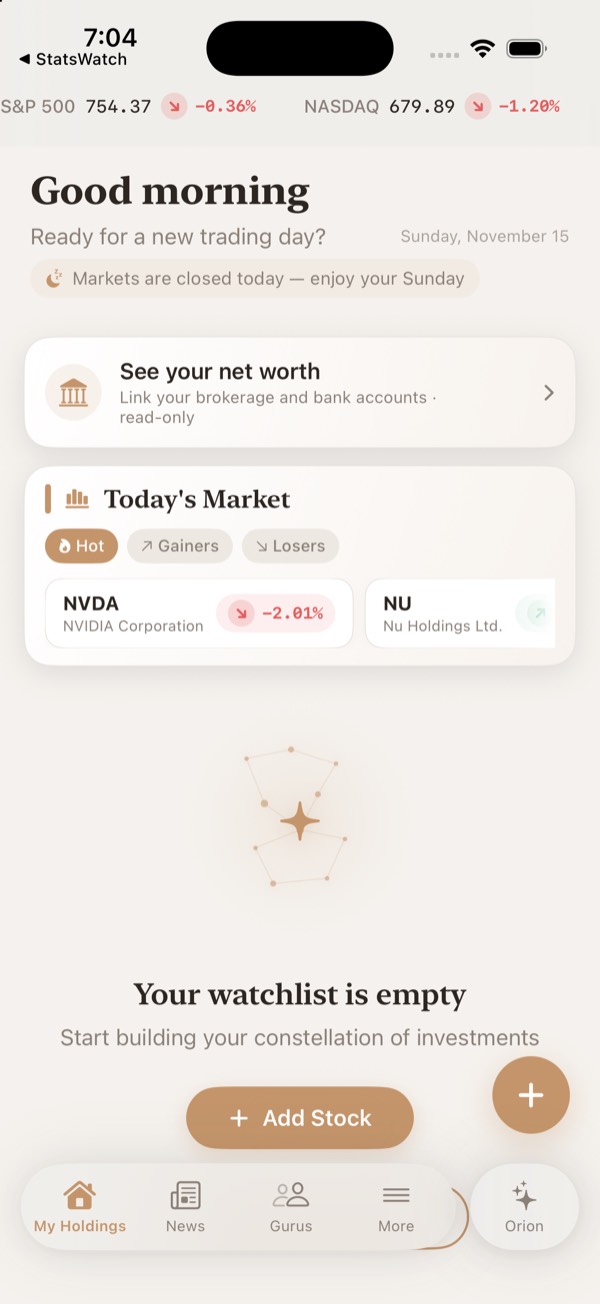 7:04
◀ StatsWatch
S&P 500 754.37 −0.36% NASDAQ 679.89 −1.20%
Good morning
Ready for a new trading day?
Sunday, November 15
Markets are closed today — enjoy your Sunday
See your net worth
Link your brokerage and bank accounts ·
read-only
Today's Market
Hot
Gainers
Losers
NVDA
NVIDIA Corporation
−2.01%
NU
Nu Holdings Ltd.
Your watchlist is empty
Start building your constellation of investments
+ Add Stock
+
My Holdings
News
Gurus
More
Orion